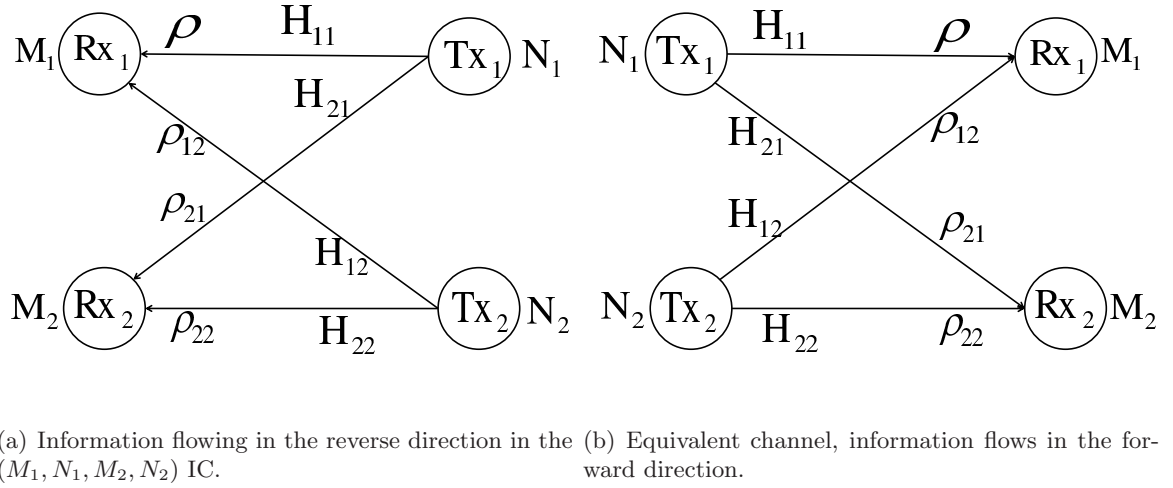 M₁ Rx₁ ρ H₁₁ Tx₁ N₁
H₂₁
ρ₁₂
ρ₂₁
H₁₂
M₂ Rx₂ ρ₂₂ H₂₂ Tx₂ N₂
N₁ Tx₁ H₁₁ ρ Rx₁ M₁
H₂₁ ρ₁₂
H₁₂ ρ₂₁
N₂ Tx₂ H₂₂ ρ₂₂ Rx₂ M₂
(a) Information flowing in the reverse direction in the
(M₁, N₁, M₂, N₂) IC.
(b) Equivalent channel, information flows in the for-
ward direction.